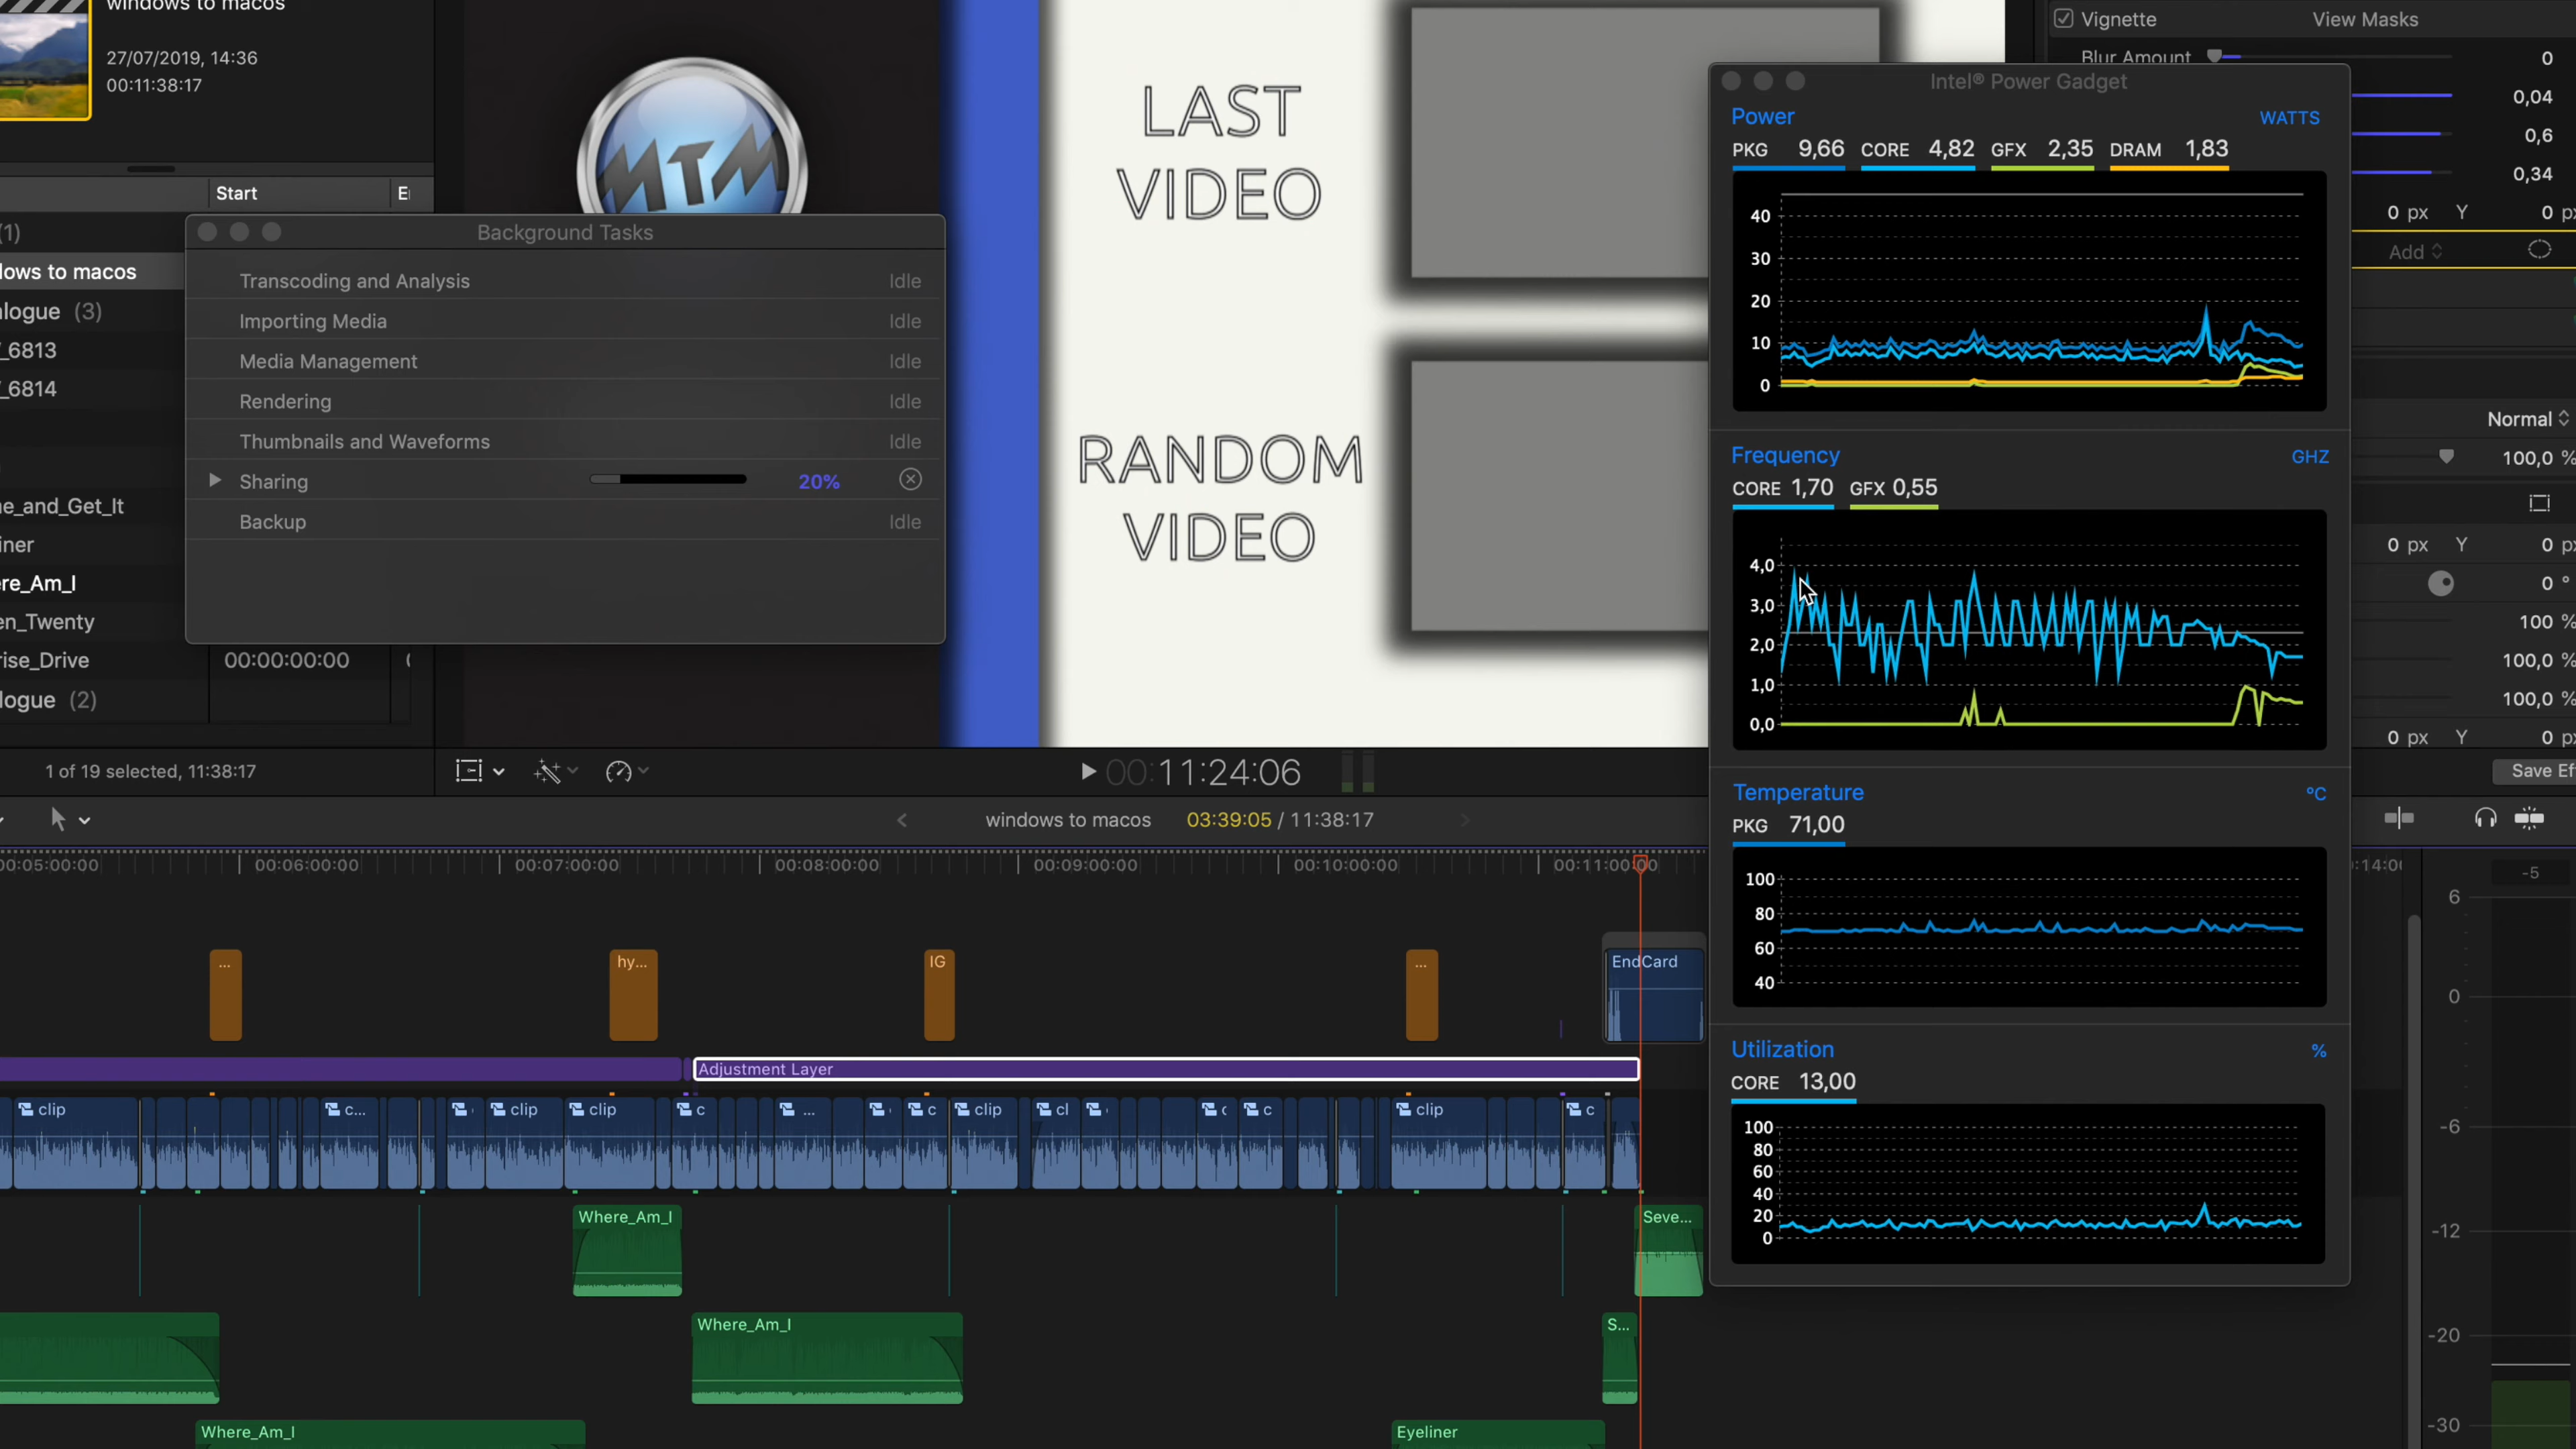 windows to macos
27/07/2019, 14:36
00:11:38:17
Start
(1)
lows to macos
alogue (3)
_6813
_6814
ne_and_Get_It
iner
re_Am_I
en_Twenty
rise_Drive
00:00:00:00
logue (2)
1 of 19 selected, 11:38:17
MTM
Background Tasks
Transcoding and Analysis Idle
Importing Media Idle
Media Management Idle
Rendering Idle
Thumbnails and Waveforms Idle
Sharing 20%
Backup Idle
LAST
VIDEO
RANDOM
VIDEO
00:11:24:06
Vignette View Masks
Blur Amount 0
0,04
0,6
0,34
0 px Y 0 p
Add
Normal
100,0 %
0 px Y 0 p
0 °
100 %
100,0 %
100,0 %
0 px Y 0 p
Save Ef
Intel® Power Gadget
Power WATTS
PKG 9,66 CORE 4,82 GFX 2,35 DRAM 1,83
40
30
20
10
0
Frequency GHZ
CORE 1,70 GFX 0,55
4,0
3,0
2,0
1,0
0,0
Temperature °C
PKG 71,00
100
80
60
40
Utilization %
CORE 13,00
100
80
60
40
20
0
windows to macos 03:39:05 / 11:38:17
00:05:00:00 00:06:00:00 00:07:00:00 00:08:00:00 00:09:00:00 00:10:00:00 00:11:00:00 :14:0
... hy... IG ... EndCard
Adjustment Layer
clip c... clip clip c ... c clip cl c c clip c
Where_Am_I Seve...
Where_Am_I S...
Where_Am_I Eyeliner
-5
6
0
-6
-12
-20
-30